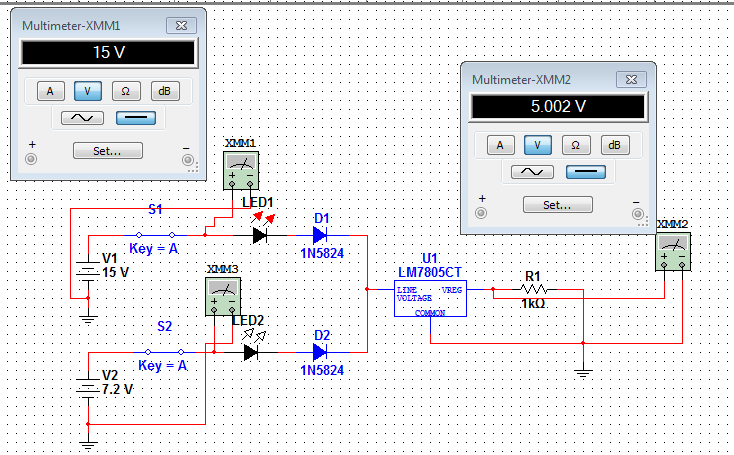 Multimeter-XMM1
15 V
A V Ω dB
+ Set... −
Multimeter-XMM2
5.002 V
A V Ω dB
+ Set... −
XMM1
LED1
S1
Key = A
D1
1N5824
V1
15 V
XMM2
XMM3
U1
LM7805CT
LINE VREG
VOLTAGE
COMMON
R1
1kΩ
LED2
S2
Key = A
D2
1N5824
V2
7.2 V